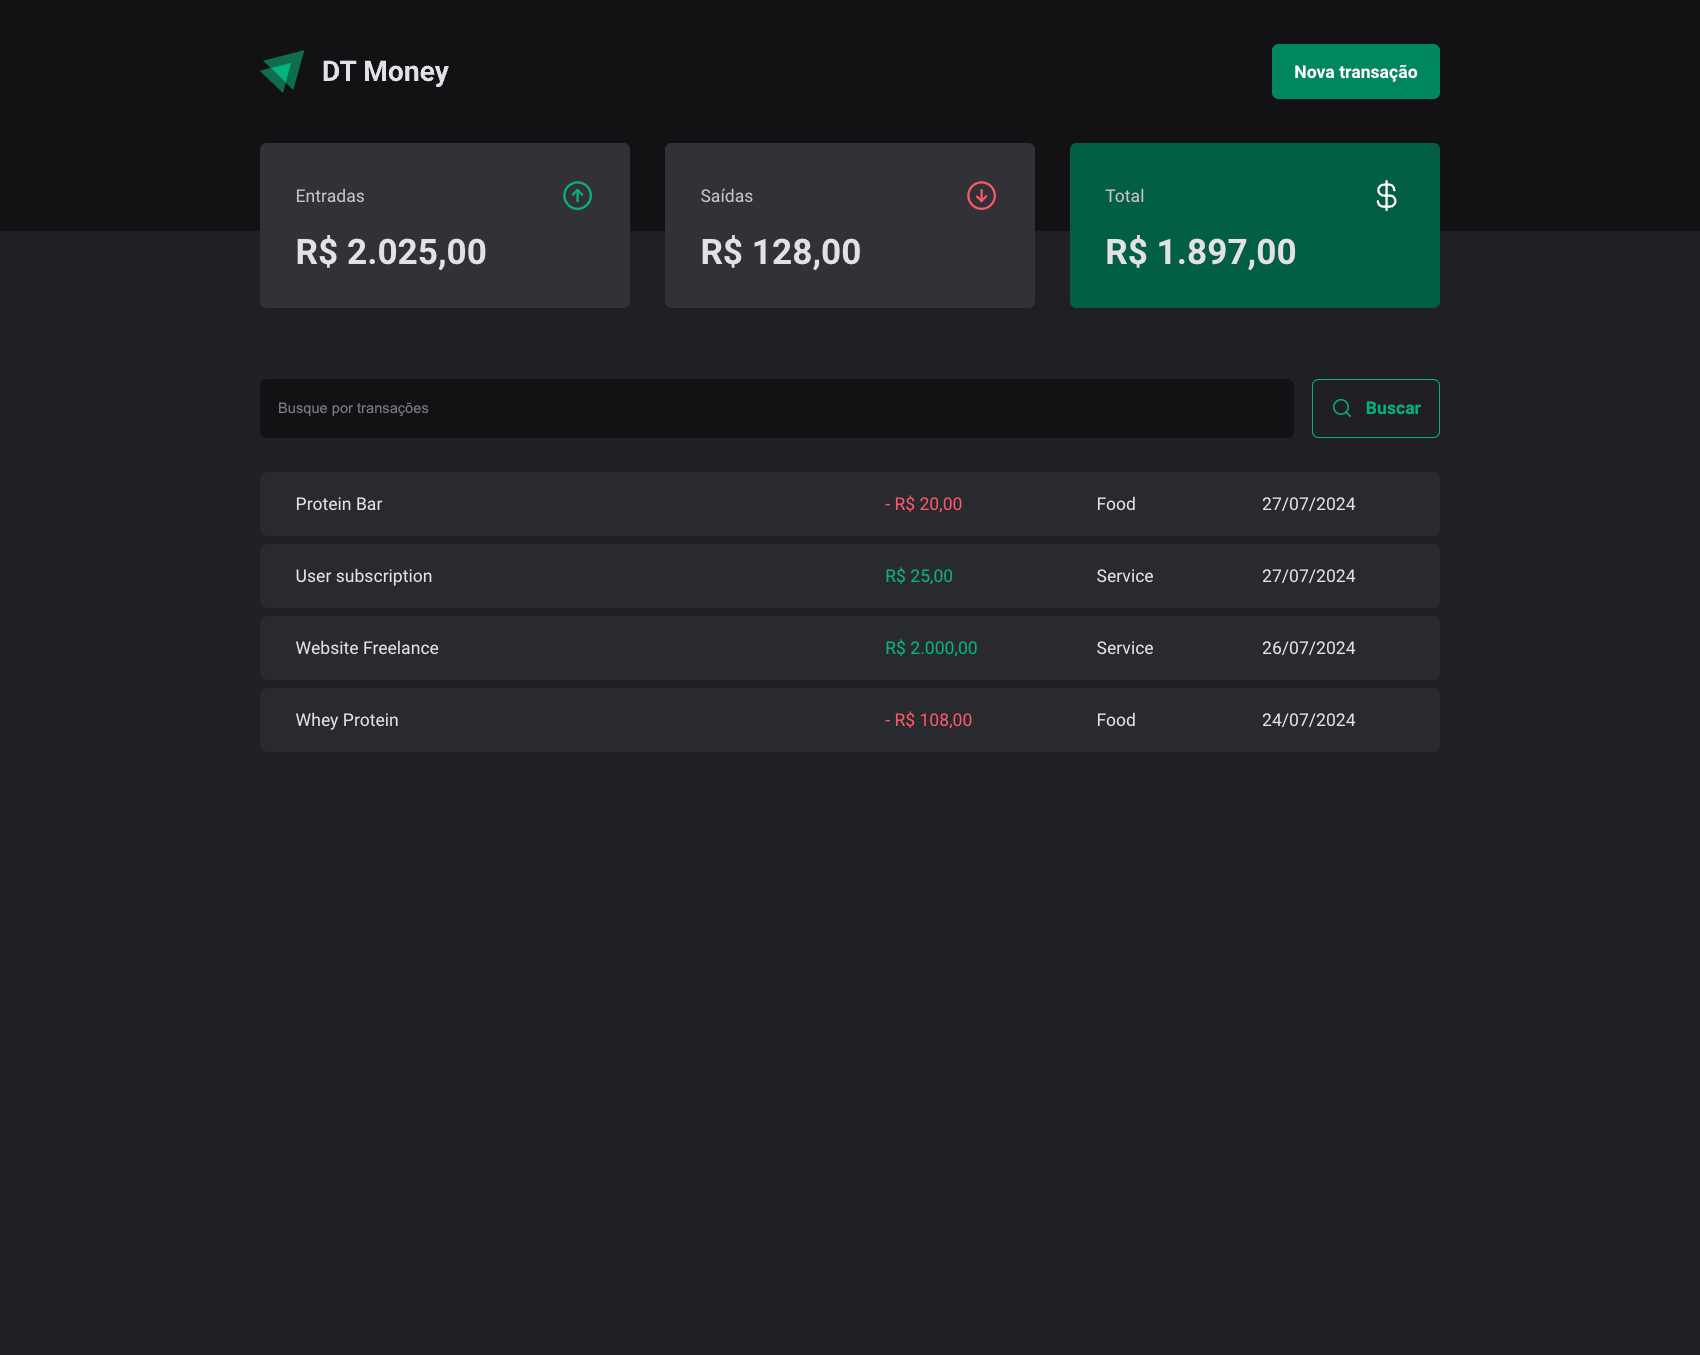 DT Money
Nova transação
Entradas
R$ 2.025,00
Saídas
R$ 128,00
Total
$
R$ 1.897,00
Busque por transações
Buscar
Protein Bar - R$ 20,00 Food 27/07/2024
User subscription R$ 25,00 Service 27/07/2024
Website Freelance R$ 2.000,00 Service 26/07/2024
Whey Protein - R$ 108,00 Food 24/07/2024